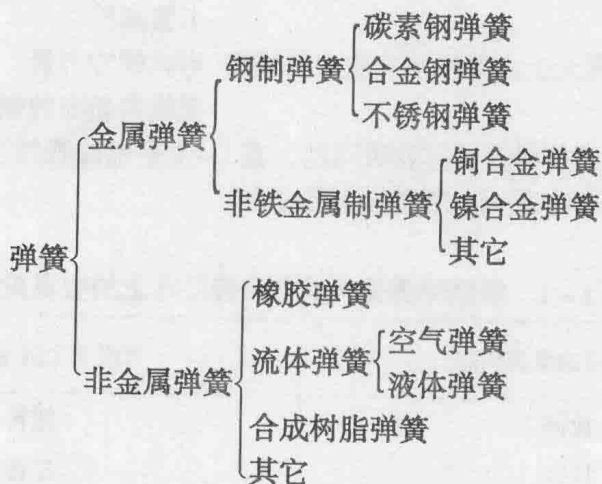 碳素钢弹簧
钢制弹簧
合金钢弹簧
不锈钢弹簧
金属弹簧
铜合金弹簧
非铁金属制弹簧
镍合金弹簧
其它
弹簧
橡胶弹簧
空气弹簧
流体弹簧
液体弹簧
非金属弹簧
合成树脂弹簧
其它